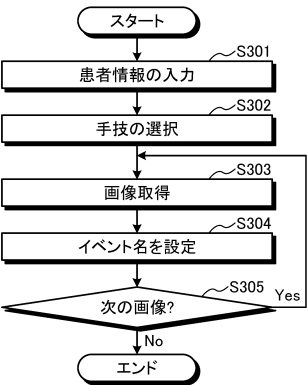 スタート
S301
患者情報の入力
S302
手技の選択
S303
画像取得
S304
イベント名を設定
S305
次の画像?
Yes
No
エンド